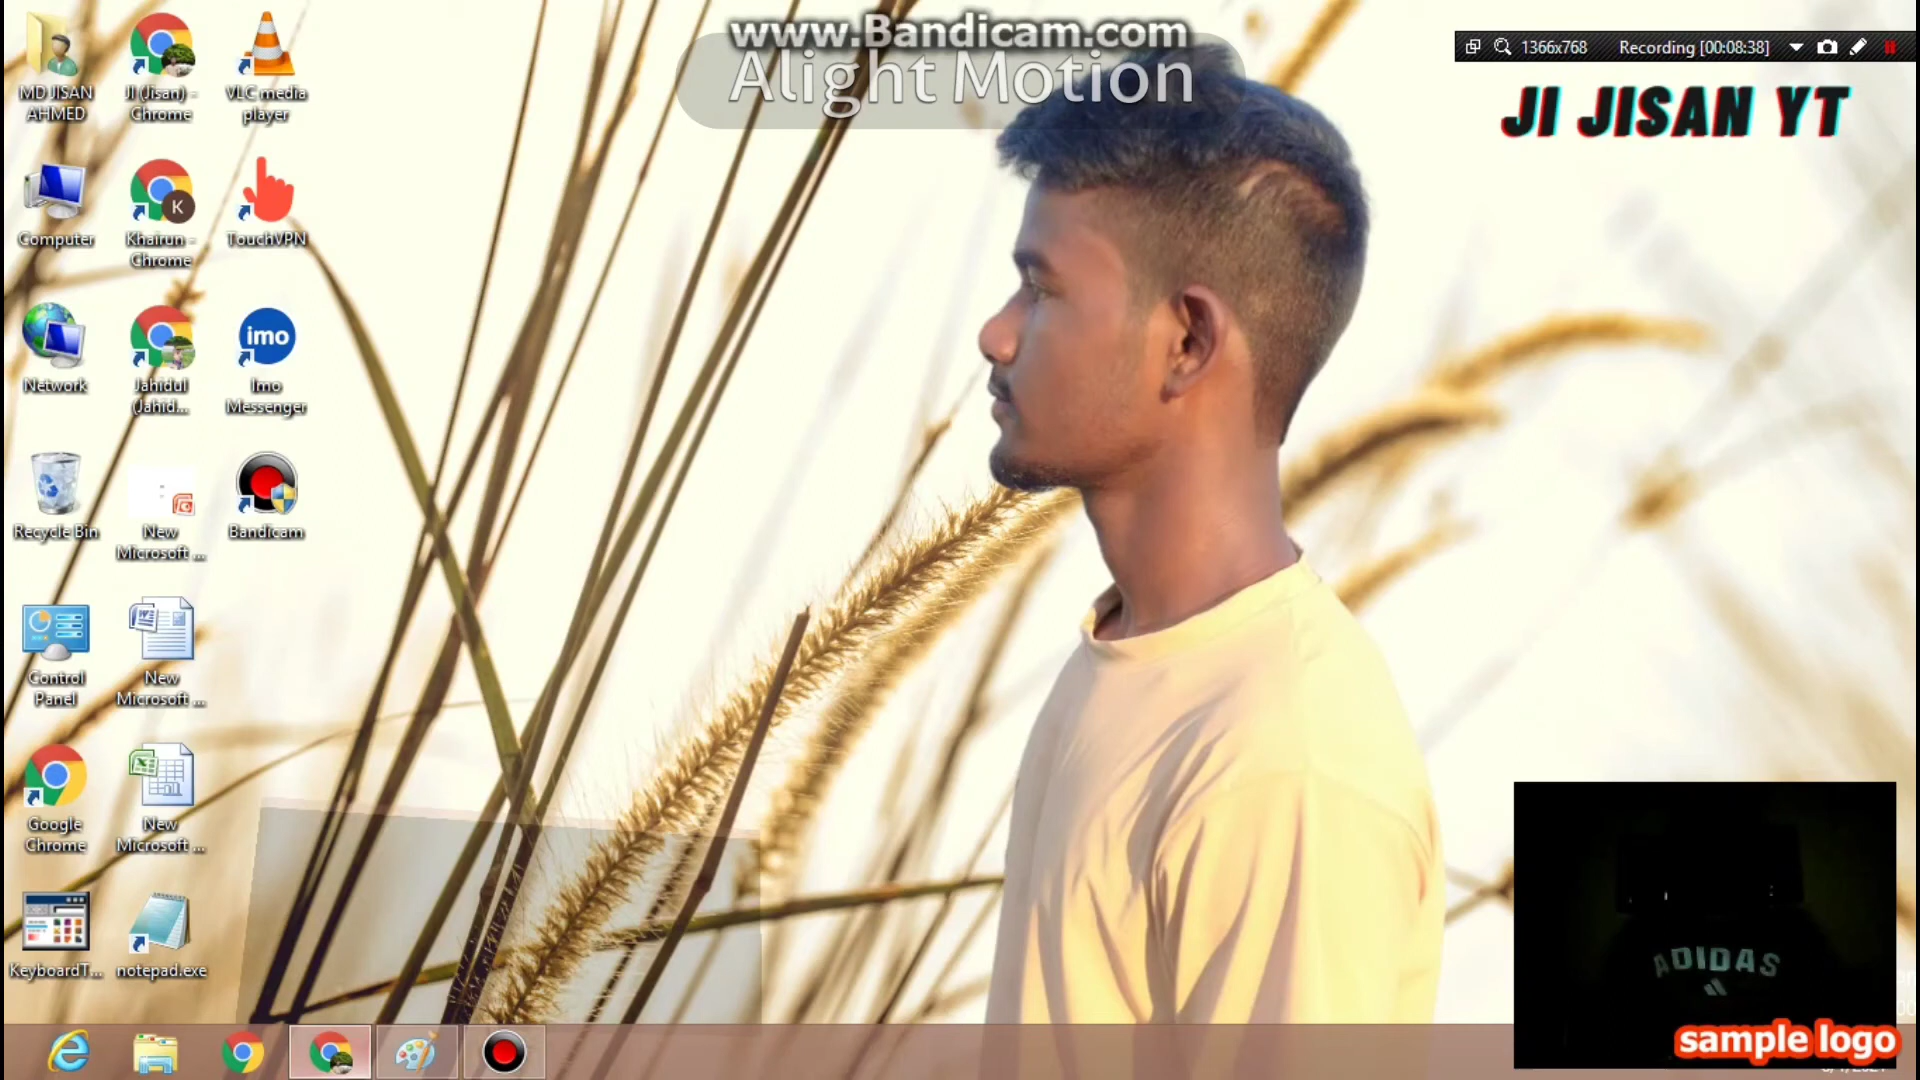 www.Bandicam.com
Alight Motion
1366x768 Recording [00:08:38]
JI JISAN YT
MD JISAN
AHMED
JI (Jisan) -
Chrome
VLC media
player
Computer
Khairun -
Chrome
K
TouchVPN
Network
Jahidul
(Jahid...
imo
Imo
Messenger
Recycle Bin
New
Microsoft ...
Bandicam
Control
Panel
New
Microsoft ...
Google
Chrome
New
Microsoft ...
KeyboardT...
notepad.exe
ADIDAS
sample logo